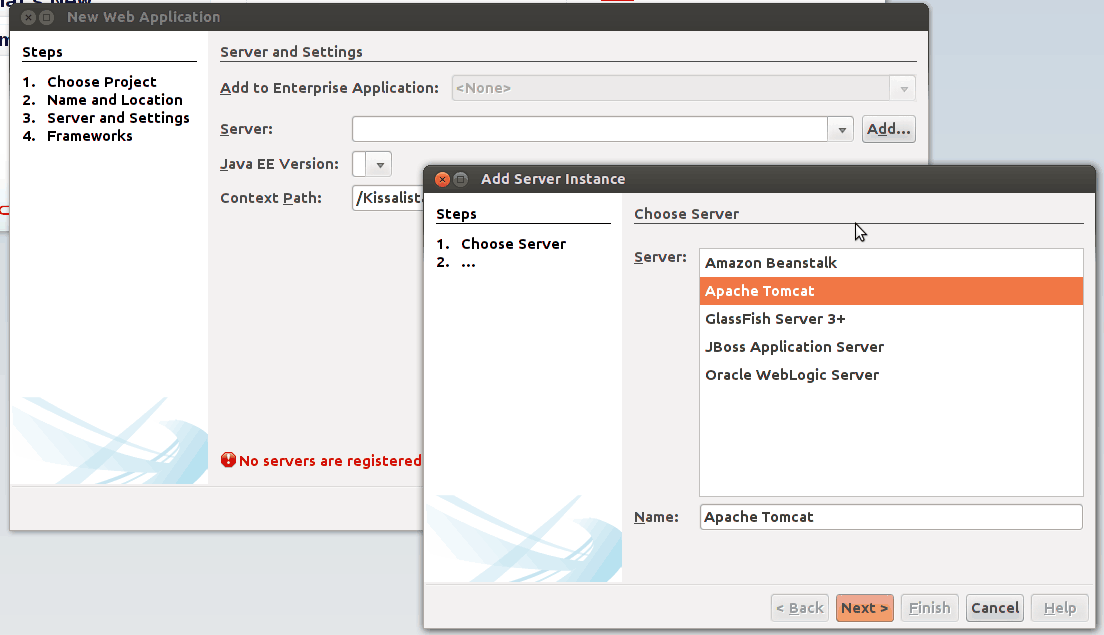 New Web Application
Steps
1. Choose Project
2. Name and Location
3. Server and Settings
4. Frameworks
Server and Settings
Add to Enterprise Application: <None>
Server: Add...
Java EE Version:
Context Path: /Kissalista
No servers are registered
Add Server Instance
Steps
1. Choose Server
2. ...
Choose Server
Server:
Amazon Beanstalk
Apache Tomcat
GlassFish Server 3+
JBoss Application Server
Oracle WebLogic Server
Name: Apache Tomcat
< Back Next > Finish Cancel Help